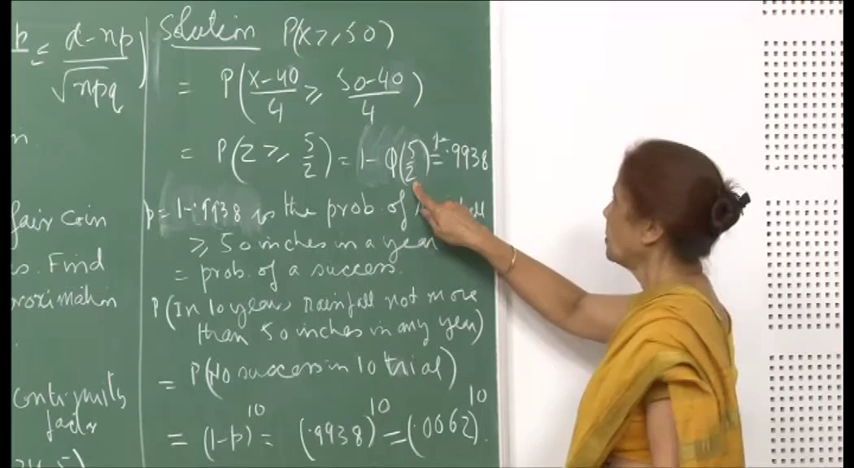 ≤ (α-np)/√npq)
fair Coin
s. Find
Continuity
factor
Solution P(X ≥ 50)
= P((X-40)/4 ≥ (50-40)/4)
= P(Z ≥ 5/2) = 1- Φ(5/2) = 1-.9938
p = 1-.9938 is the prob of
≥ 50 inches in a year
= prob. of a success.
P(In 10 years, rainfall not more
than 50 inches in any year)
= P(No success in 10 trial)
= (1-p)^10 = (.9938)^10 = (.0062)^10.